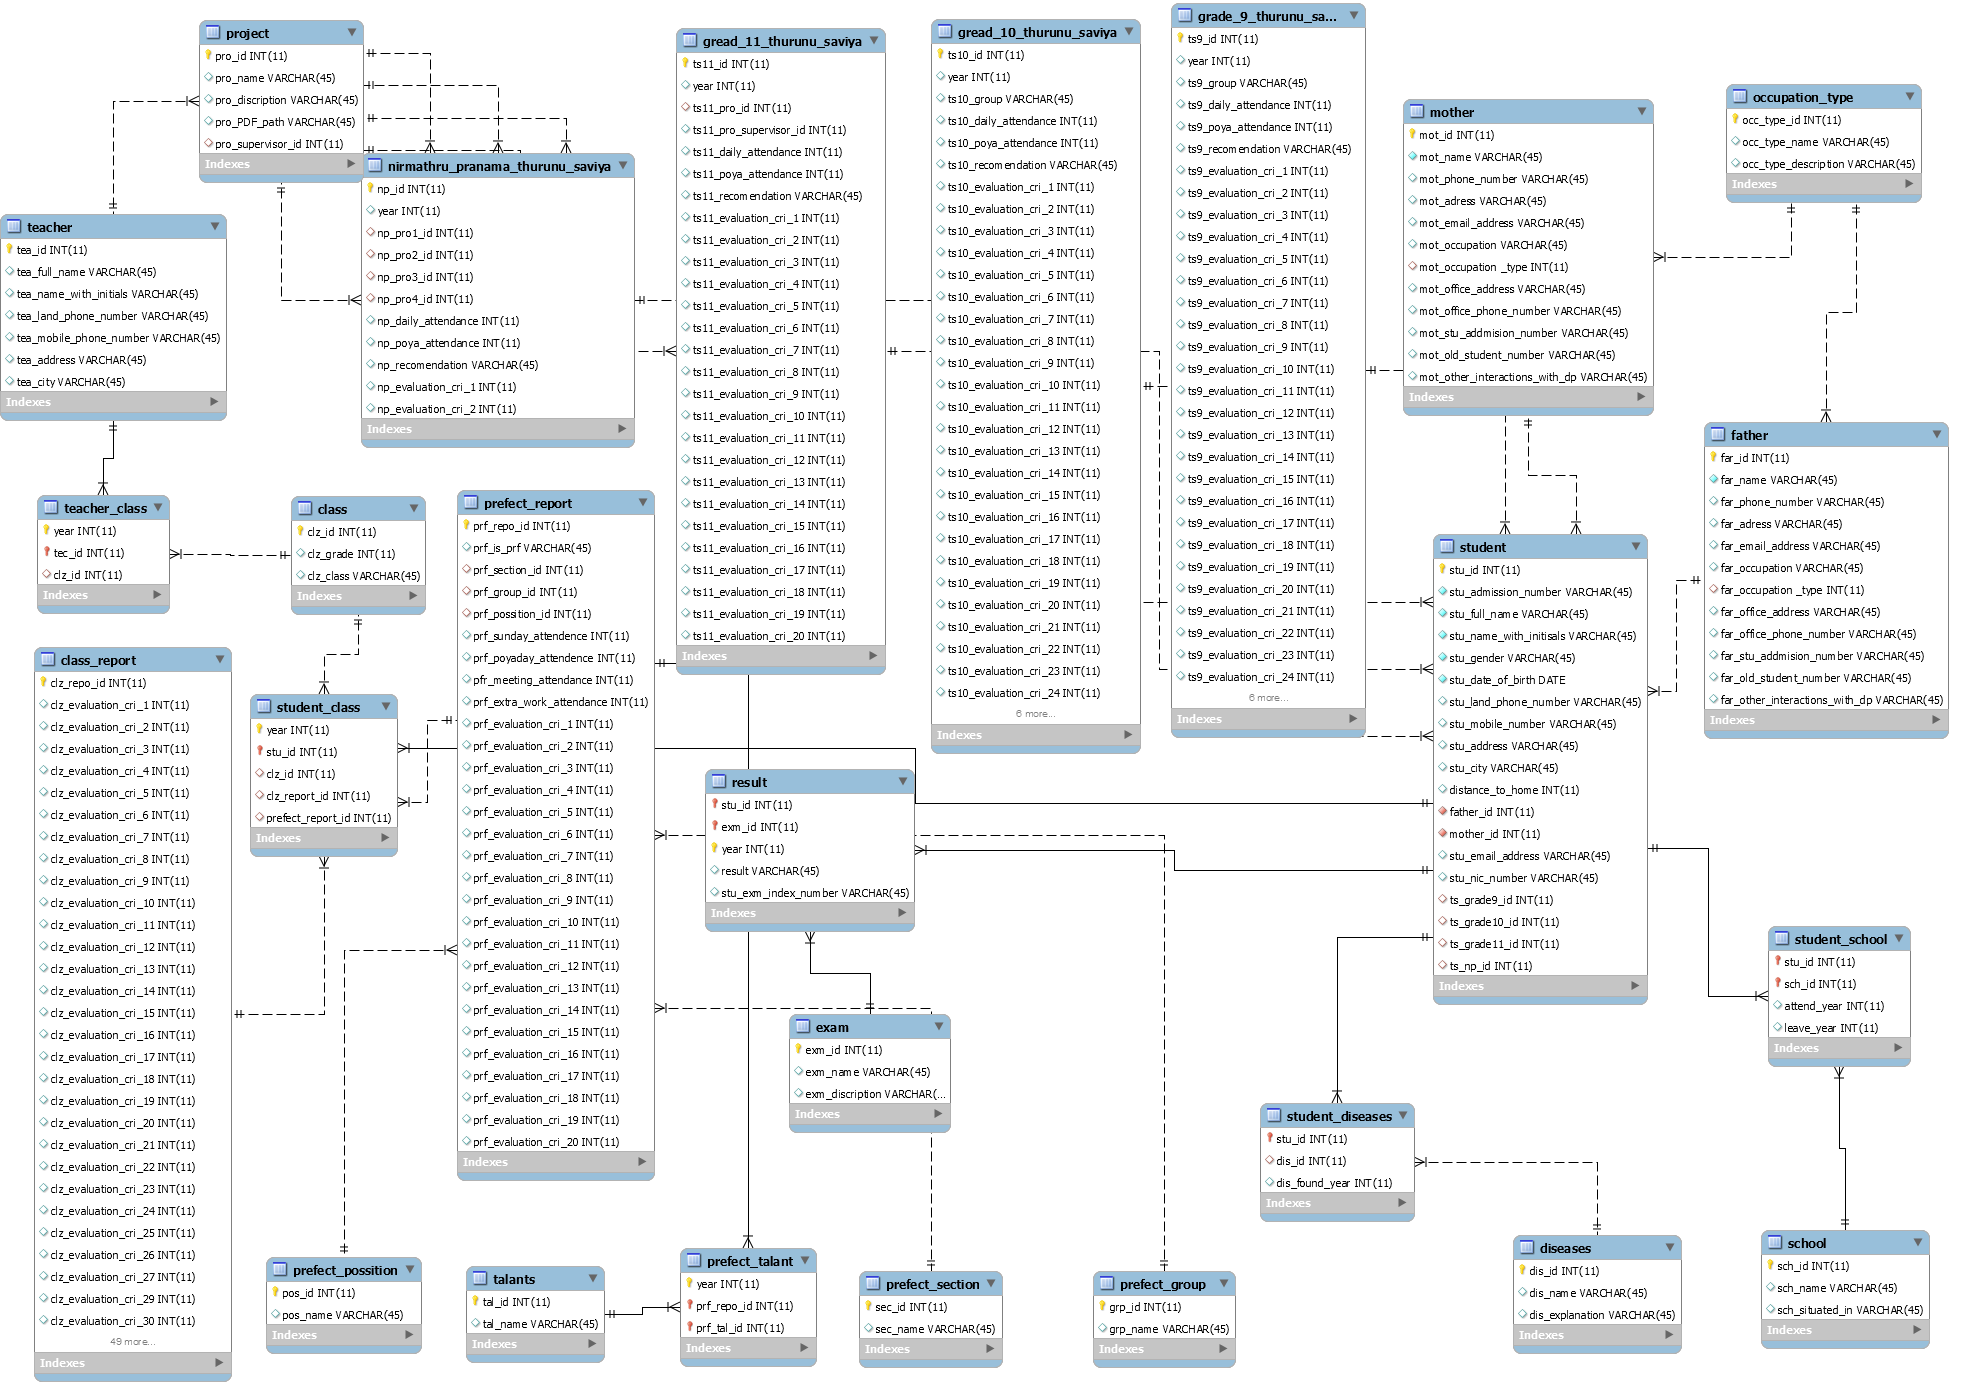 project
pro_id INT(11)
pro_name VARCHAR(45)
pro_discription VARCHAR(45)
pro_PDF_path VARCHAR(45)
pro_supervisor_id INT(11)
Indexes
nirmathru_pranama_thurunu_saviya
np_id INT(11)
year INT(11)
np_pro1_id INT(11)
np_pro2_id INT(11)
np_pro3_id INT(11)
np_pro4_id INT(11)
np_daily_attendance INT(11)
np_poya_attendance INT(11)
np_recomendation VARCHAR(45)
np_evaluation_cri_1 INT(11)
np_evaluation_cri_2 INT(11)
Indexes
gread_11_thurunu_saviya
ts11_id INT(11)
year INT(11)
ts11_pro_id INT(11)
ts11_pro_supervisor_id INT(11)
ts11_daily_attendance INT(11)
ts11_poya_attendance INT(11)
ts11_recomendation VARCHAR(45)
ts11_evaluation_cri_1 INT(11)
ts11_evaluation_cri_2 INT(11)
ts11_evaluation_cri_3 INT(11)
ts11_evaluation_cri_4 INT(11)
ts11_evaluation_cri_5 INT(11)
ts11_evaluation_cri_6 INT(11)
ts11_evaluation_cri_7 INT(11)
ts11_evaluation_cri_8 INT(11)
ts11_evaluation_cri_9 INT(11)
ts11_evaluation_cri_10 INT(11)
ts11_evaluation_cri_11 INT(11)
ts11_evaluation_cri_12 INT(11)
ts11_evaluation_cri_13 INT(11)
ts11_evaluation_cri_14 INT(11)
ts11_evaluation_cri_15 INT(11)
ts11_evaluation_cri_16 INT(11)
ts11_evaluation_cri_17 INT(11)
ts11_evaluation_cri_18 INT(11)
ts11_evaluation_cri_19 INT(11)
ts11_evaluation_cri_20 INT(11)
Indexes
gread_10_thurunu_saviya
ts10_id INT(11)
year INT(11)
ts10_group VARCHAR(45)
ts10_daily_attendance INT(11)
ts10_poya_attendance INT(11)
ts10_recomendation VARCHAR(45)
ts10_evaluation_cri_1 INT(11)
ts10_evaluation_cri_2 INT(11)
ts10_evaluation_cri_3 INT(11)
ts10_evaluation_cri_4 INT(11)
ts10_evaluation_cri_5 INT(11)
ts10_evaluation_cri_6 INT(11)
ts10_evaluation_cri_7 INT(11)
ts10_evaluation_cri_8 INT(11)
ts10_evaluation_cri_9 INT(11)
ts10_evaluation_cri_10 INT(11)
ts10_evaluation_cri_11 INT(11)
ts10_evaluation_cri_12 INT(11)
ts10_evaluation_cri_13 INT(11)
ts10_evaluation_cri_14 INT(11)
ts10_evaluation_cri_15 INT(11)
ts10_evaluation_cri_16 INT(11)
ts10_evaluation_cri_17 INT(11)
ts10_evaluation_cri_18 INT(11)
ts10_evaluation_cri_19 INT(11)
ts10_evaluation_cri_20 INT(11)
ts10_evaluation_cri_21 INT(11)
ts10_evaluation_cri_22 INT(11)
ts10_evaluation_cri_23 INT(11)
ts10_evaluation_cri_24 INT(11)
6 more...
Indexes
grade_9_thurunu_sa...
ts9_id INT(11)
year INT(11)
ts9_group VARCHAR(45)
ts9_daily_attendance INT(11)
ts9_poya_attendance INT(11)
ts9_recomendation VARCHAR(45)
ts9_evaluation_cri_1 INT(11)
ts9_evaluation_cri_2 INT(11)
ts9_evaluation_cri_3 INT(11)
ts9_evaluation_cri_4 INT(11)
ts9_evaluation_cri_5 INT(11)
ts9_evaluation_cri_6 INT(11)
ts9_evaluation_cri_7 INT(11)
ts9_evaluation_cri_8 INT(11)
ts9_evaluation_cri_9 INT(11)
ts9_evaluation_cri_10 INT(11)
ts9_evaluation_cri_11 INT(11)
ts9_evaluation_cri_12 INT(11)
ts9_evaluation_cri_13 INT(11)
ts9_evaluation_cri_14 INT(11)
ts9_evaluation_cri_15 INT(11)
ts9_evaluation_cri_16 INT(11)
ts9_evaluation_cri_17 INT(11)
ts9_evaluation_cri_18 INT(11)
ts9_evaluation_cri_19 INT(11)
ts9_evaluation_cri_20 INT(11)
ts9_evaluation_cri_21 INT(11)
ts9_evaluation_cri_22 INT(11)
ts9_evaluation_cri_23 INT(11)
ts9_evaluation_cri_24 INT(11)
6 more...
Indexes
mother
mot_id INT(11)
mot_name VARCHAR(45)
mot_phone_number VARCHAR(45)
mot_adress VARCHAR(45)
mot_email_address VARCHAR(45)
mot_occupation VARCHAR(45)
mot_occupation _type INT(11)
mot_office_address VARCHAR(45)
mot_office_phone_number VARCHAR(45)
mot_stu_addmision_number VARCHAR(45)
mot_old_student_number VARCHAR(45)
mot_other_interactions_with_dp VARCHAR(45)
Indexes
occupation_type
occ_type_id INT(11)
occ_type_name VARCHAR(45)
occ_type_description VARCHAR(45)
Indexes
teacher
tea_id INT(11)
tea_full_name VARCHAR(45)
tea_name_with_initials VARCHAR(45)
tea_land_phone_number VARCHAR(45)
tea_mobile_phone_number VARCHAR(45)
tea_address VARCHAR(45)
tea_city VARCHAR(45)
Indexes
father
far_id INT(11)
far_name VARCHAR(45)
far_phone_number VARCHAR(45)
far_adress VARCHAR(45)
far_email_address VARCHAR(45)
far_occupation VARCHAR(45)
far_occupation _type INT(11)
far_office_address VARCHAR(45)
far_office_phone_number VARCHAR(45)
far_stu_addmision_number VARCHAR(45)
far_old_student_number VARCHAR(45)
far_other_interactions_with_dp VARCHAR(45)
Indexes
teacher_class
year INT(11)
tec_id INT(11)
clz_id INT(11)
Indexes
class
clz_id INT(11)
clz_grade INT(11)
clz_class VARCHAR(45)
Indexes
prefect_report
prf_repo_id INT(11)
prf_is_prf VARCHAR(45)
prf_section_id INT(11)
prf_group_id INT(11)
prf_possition_id INT(11)
prf_sunday_attendence INT(11)
prf_poyaday_attendence INT(11)
pfr_meeting_attendance INT(11)
prf_extra_work_attendance INT(11)
prf_evaluation_cri_1 INT(11)
prf_evaluation_cri_2 INT(11)
prf_evaluation_cri_3 INT(11)
prf_evaluation_cri_4 INT(11)
prf_evaluation_cri_5 INT(11)
prf_evaluation_cri_6 INT(11)
prf_evaluation_cri_7 INT(11)
prf_evaluation_cri_8 INT(11)
prf_evaluation_cri_9 INT(11)
prf_evaluation_cri_10 INT(11)
prf_evaluation_cri_11 INT(11)
prf_evaluation_cri_12 INT(11)
prf_evaluation_cri_13 INT(11)
prf_evaluation_cri_14 INT(11)
prf_evaluation_cri_15 INT(11)
prf_evaluation_cri_16 INT(11)
prf_evaluation_cri_17 INT(11)
prf_evaluation_cri_18 INT(11)
prf_evaluation_cri_19 INT(11)
prf_evaluation_cri_20 INT(11)
Indexes
student
stu_id INT(11)
stu_admission_number VARCHAR(45)
stu_full_name VARCHAR(45)
stu_name_with_initisals VARCHAR(45)
stu_gender VARCHAR(45)
stu_date_of_birth DATE
stu_land_phone_number VARCHAR(45)
stu_mobile_number VARCHAR(45)
stu_address VARCHAR(45)
stu_city VARCHAR(45)
distance_to_home INT(11)
father_id INT(11)
mother_id INT(11)
stu_email_address VARCHAR(45)
stu_nic_number VARCHAR(45)
ts_grade9_id INT(11)
ts_grade10_id INT(11)
ts_grade11_id INT(11)
ts_np_id INT(11)
Indexes
class_report
clz_repo_id INT(11)
clz_evaluation_cri_1 INT(11)
clz_evaluation_cri_2 INT(11)
clz_evaluation_cri_3 INT(11)
clz_evaluation_cri_4 INT(11)
clz_evaluation_cri_5 INT(11)
clz_evaluation_cri_6 INT(11)
clz_evaluation_cri_7 INT(11)
clz_evaluation_cri_8 INT(11)
clz_evaluation_cri_9 INT(11)
clz_evaluation_cri_10 INT(11)
clz_evaluation_cri_11 INT(11)
clz_evaluation_cri_12 INT(11)
clz_evaluation_cri_13 INT(11)
clz_evaluation_cri_14 INT(11)
clz_evaluation_cri_15 INT(11)
clz_evaluation_cri_16 INT(11)
clz_evaluation_cri_17 INT(11)
clz_evaluation_cri_18 INT(11)
clz_evaluation_cri_19 INT(11)
clz_evaluation_cri_20 INT(11)
clz_evaluation_cri_21 INT(11)
clz_evaluation_cri_22 INT(11)
clz_evaluation_cri_23 INT(11)
clz_evaluation_cri_24 INT(11)
clz_evaluation_cri_25 INT(11)
clz_evaluation_cri_26 INT(11)
clz_evaluation_cri_27 INT(11)
clz_evaluation_cri_29 INT(11)
clz_evaluation_cri_30 INT(11)
49 more...
Indexes
student_class
year INT(11)
stu_id INT(11)
clz_id INT(11)
clz_report_id INT(11)
prefect_report_id INT(11)
Indexes
result
stu_id INT(11)
exm_id INT(11)
year INT(11)
result VARCHAR(45)
stu_exm_index_number VARCHAR(45)
Indexes
exam
exm_id INT(11)
exm_name VARCHAR(45)
exm_discription VARCHAR(...
Indexes
student_school
stu_id INT(11)
sch_id INT(11)
attend_year INT(11)
leave_year INT(11)
Indexes
student_diseases
stu_id INT(11)
dis_id INT(11)
dis_found_year INT(11)
Indexes
prefect_possition
pos_id INT(11)
pos_name VARCHAR(45)
Indexes
talants
tal_id INT(11)
tal_name VARCHAR(45)
Indexes
prefect_talant
year INT(11)
prf_repo_id INT(11)
prf_tal_id INT(11)
Indexes
prefect_section
sec_id INT(11)
sec_name VARCHAR(45)
Indexes
prefect_group
grp_id INT(11)
grp_name VARCHAR(45)
Indexes
diseases
dis_id INT(11)
dis_name VARCHAR(45)
dis_explanation VARCHAR(45)
Indexes
school
sch_id INT(11)
sch_name VARCHAR(45)
sch_situated_in VARCHAR(45)
Indexes